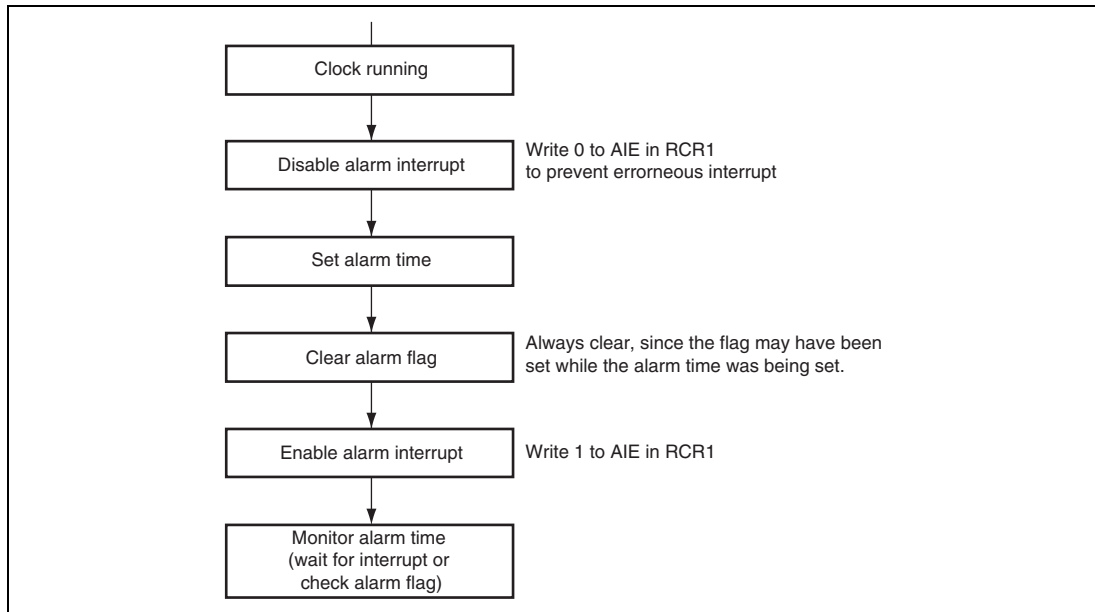 Clock running
Disable alarm interrupt
Write 0 to AIE in RCR1
to prevent errorneous interrupt
Set alarm time
Clear alarm flag
Always clear, since the flag may have been
set while the alarm time was being set.
Enable alarm interrupt
Write 1 to AIE in RCR1
Monitor alarm time
(wait for interrupt or
check alarm flag)